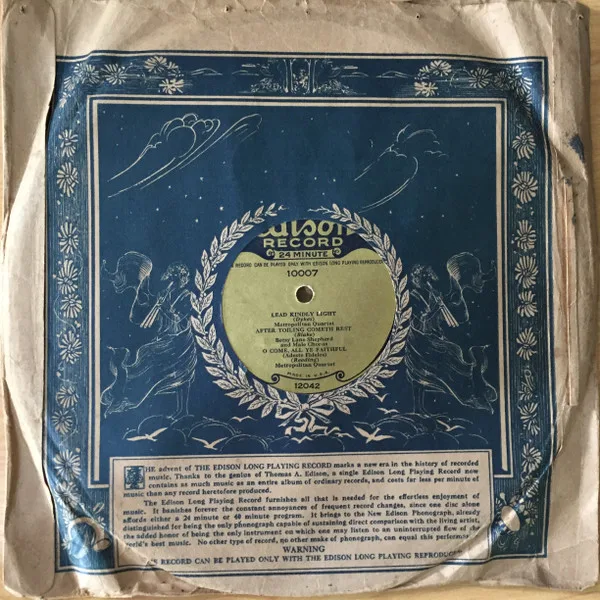 Edison
RECORD
24 MINUTE
RECORD CAN BE PLAYED ONLY WITH EDISON LONG PLAYING REPRODUCER
10007
LEAD KINDLY LIGHT
(Dykes)
Metropolitan Quartet
AFTER TOILING COMETH REST
(Blake)
Betsy Lane Shepherd
and Male Chorus
O COME, ALL YE FAITHFUL
(Adeste Fideles)
(Reading)
Metropolitan Quartet
MADE IN U.S.A.
12042
THE advent of THE EDISON LONG PLAYING RECORD marks a new era in the history of recorded
music. Thanks to the genius of Thomas A. Edison, a single Edison Long Playing Record now
contains as much music as an entire album of ordinary records, and costs far less per minute of
music than any record heretofore produced.
The Edison Long Playing Record furnishes all that is needed for the effortless enjoyment of
music. It banishes forever the constant annoyances of frequent record changes, since one disc alone
affords either a 24 minute or 40 minute program. It brings to the New Edison Phonograph, already
distinguished for being the only phonograph capable of sustaining direct comparison with the living artist,
the added honor of being the only instrument on which one may listen to an uninterrupted flow of the
world's best music. No other type of record, no other make of phonograph, can equal this performance
WARNING
RECORD CAN BE PLAYED ONLY WITH THE EDISON LONG PLAYING REPRODUCER